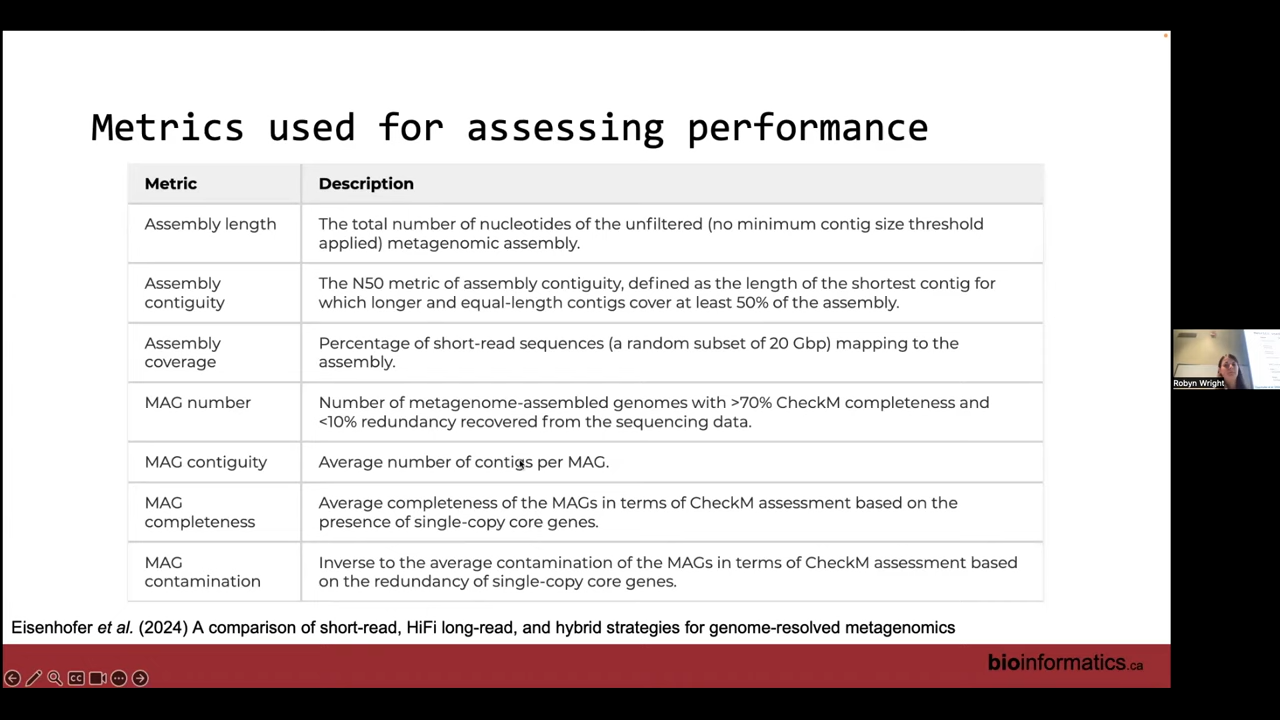 Metrics used for assessing performance
Metric Description
Assembly length The total number of nucleotides of the unfiltered (no minimum contig size threshold
applied) metagenomic assembly.
Assembly The N50 metric of assembly contiguity, defined as the length of the shortest contig for
contiguity which longer and equal-length contigs cover at least 50% of the assembly.
Assembly Percentage of short-read sequences (a random subset of 20 Gbp) mapping to the
coverage assembly.
MAG number Number of metagenome-assembled genomes with >70% CheckM completeness and
<10% redundancy recovered from the sequencing data.
MAG contiguity Average number of contigs per MAG.
MAG Average completeness of the MAGs in terms of CheckM assessment based on the
completeness presence of single-copy core genes.
MAG Inverse to the average contamination of the MAGs in terms of CheckM assessment based
contamination on the redundancy of single-copy core genes.
Eisenhofer et al. (2024) A comparison of short-read, HiFi long-read, and hybrid strategies for genome-resolved metagenomics
bioinformatics.ca
CC
Robyn Wright